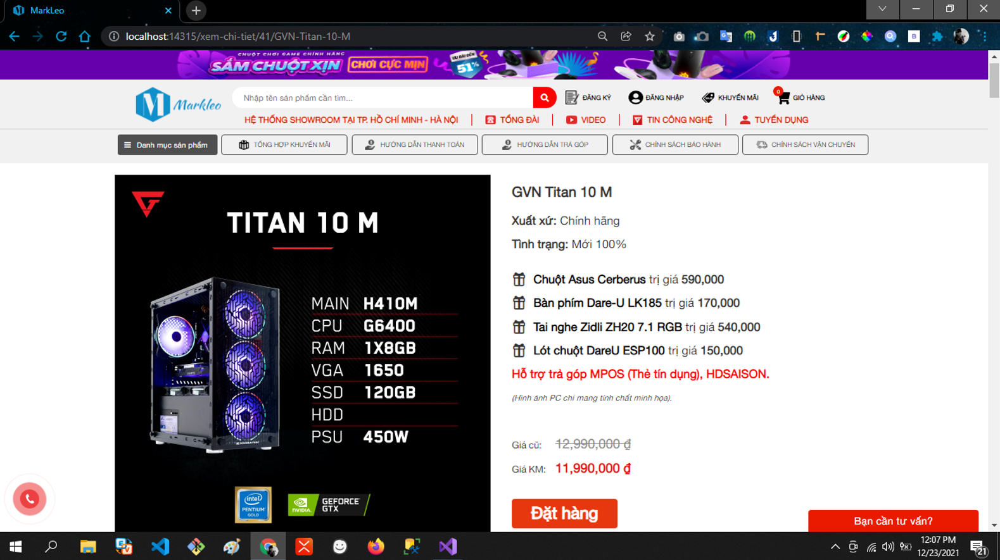 MarkLeo
localhost:14315/xem-chi-tiet/41/GVN-Titan-10-M
CHUỘT CHƠI GAME CHÍNH HÃNG
SẮM CHUỘT XỊN CHƠI CỰC MỊN
ƯU ĐÃI ĐẾN
51%
Markleo
Nhập tên sản phẩm cần tìm...
ĐĂNG KÝ
ĐĂNG NHẬP
KHUYẾN MÃI
0
GIỎ HÀNG
HỆ THỐNG SHOWROOM TẠI TP. HỒ CHÍ MINH - HÀ NỘI
TỔNG ĐÀI
VIDEO
TIN CÔNG NGHỆ
TUYỂN DỤNG
Danh mục sản phẩm
TỔNG HỢP KHUYẾN MÃI
HƯỚNG DẪN THANH TOÁN
HƯỚNG DẪN TRẢ GÓP
CHÍNH SÁCH BẢO HÀNH
CHÍNH SÁCH VẬN CHUYỂN
TITAN 10 M
MAIN H410M
CPU G6400
RAM 1X8GB
VGA 1650
SSD 120GB
HDD
PSU 450W
intel
PENTIUM
GOLD
NVIDIA
GEFORCE
GTX
GVN Titan 10 M
Xuất xứ: Chính hãng
Tình trạng: Mới 100%
Chuột Asus Cerberus trị giá 590,000
Bàn phím Dare-U LK185 trị giá 170,000
Tai nghe Zidli ZH20 7.1 RGB trị giá 540,000
Lót chuột DareU ESP100 trị giá 150,000
Hỗ trợ trả góp MPOS (Thẻ tín dụng), HDSAISON.
(Hình ảnh PC chỉ mang tính chất minh họa).
Giá cũ: 12,990,000 ₫
Giá KM: 11,990,000 ₫
Đặt hàng
Bạn cần tư vấn?
12:07 PM
12/23/2021
21